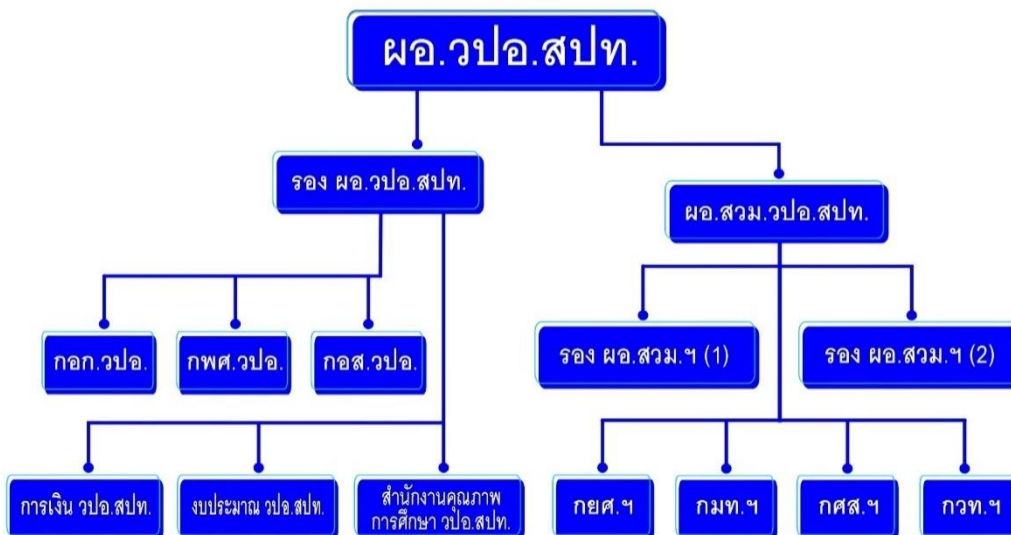 ผอ.วปอ.สปท.
รอง ผอ.วปอ.สปท.
ผอ.สวม.วปอ.สปท.
กอก.วปอ.
กพศ.วปอ.
กอส.วปอ.
รอง ผอ.สวม.ฯ (1)
รอง ผอ.สวม.ฯ (2)
การเงิน วปอ.สปท.
งบประมาณ วปอ.สปท.
สำนักงานคุณภาพ
การศึกษา วปอ.สปท.
กยศ.ฯ
กมท.ฯ
กศส.ฯ
กวท.ฯ